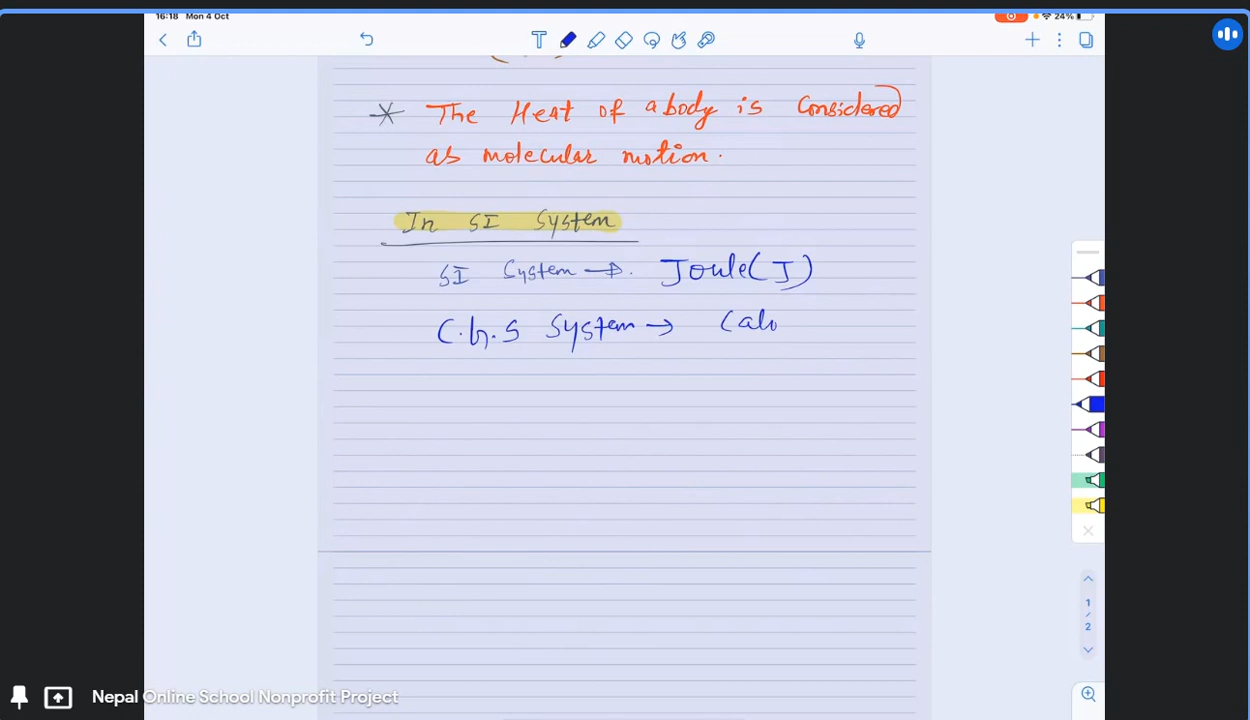 16:18 Mon 4 Oct
24%
* The Heat of a body is Considered
as molecular motion.
In SI System
SI System → Joule (J)
C.G.S System → Calo
1
/
2
Nepal Online School Nonprofit Project